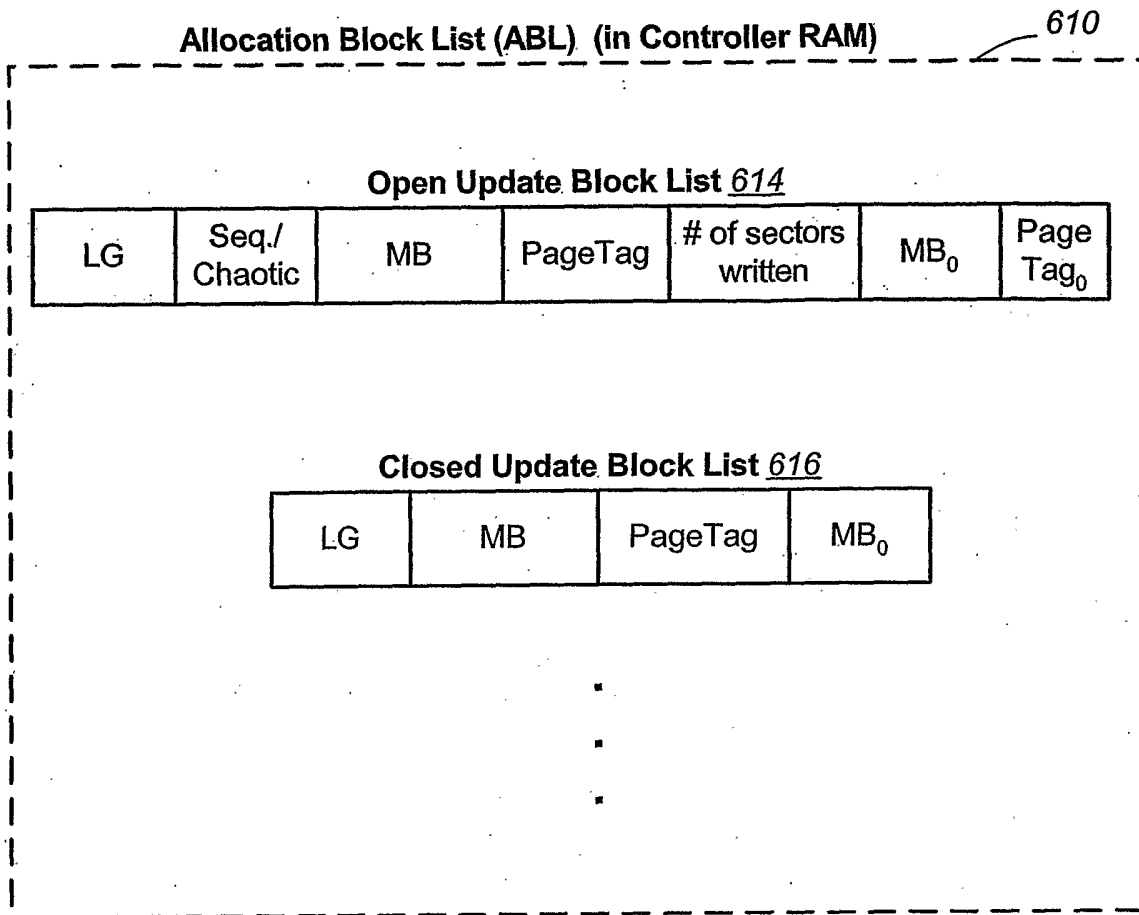 610
Allocation Block List (ABL) (in Controller RAM)
Open Update Block List 614
LG
Seq./
Chaotic
MB
PageTag
# of sectors
written
MB₀
Page
Tag₀
Closed Update Block List 616
LG
MB
PageTag
MB₀